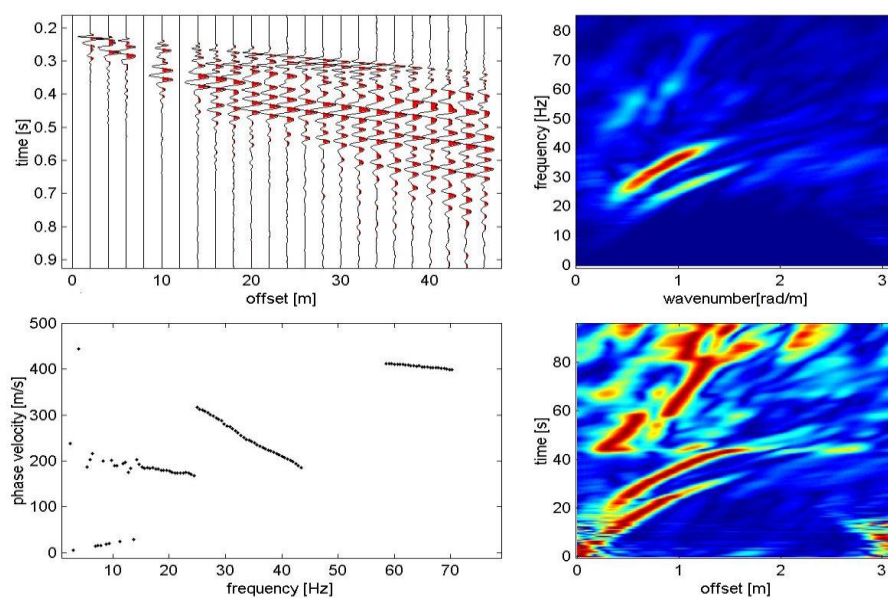 0.2
0.3
0.4
0.5
0.6
0.7
0.8
0.9
time [s]
0 10 20 30 40
offset [m]
80
70
60
50
40
30
20
10
0
frequency [Hz]
0 1 2 3
wavenumber[rad/m]
500
400
300
200
100
0
phase velocity [m/s]
10 20 30 40 50 60 70
frequency [Hz]
80
60
40
20
0
time [s]
0 1 2 3
offset [m]